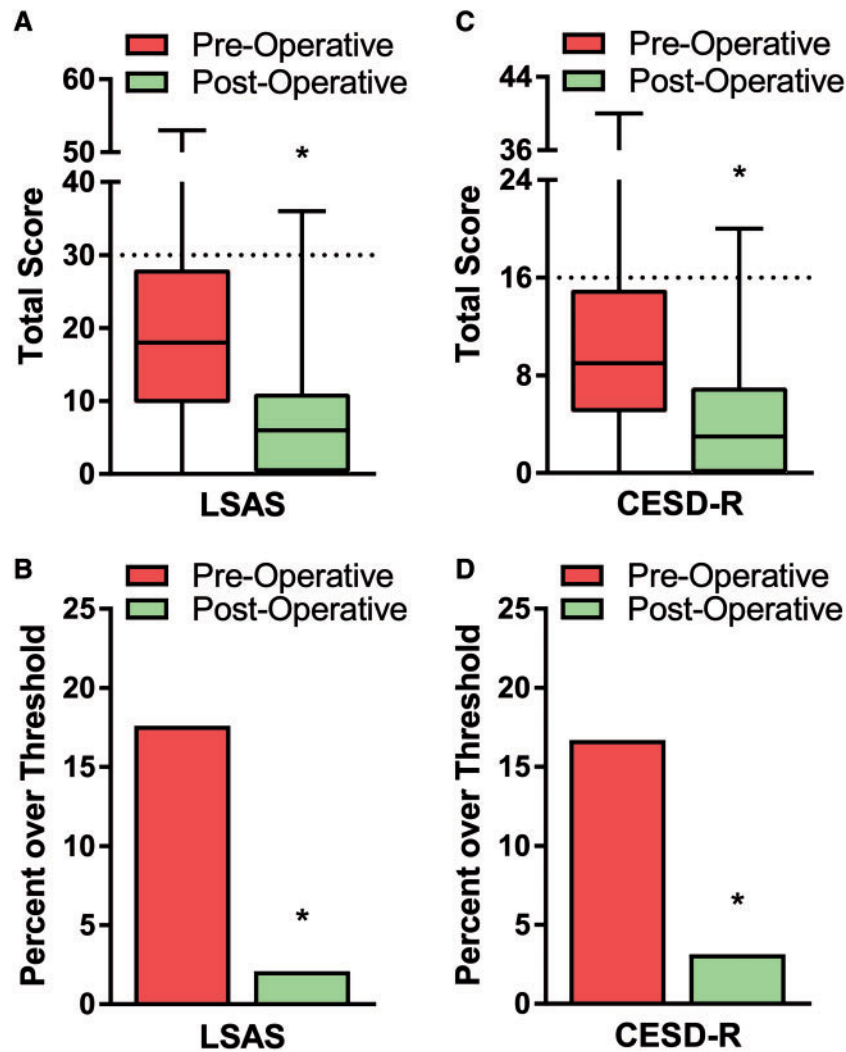 A
Pre-Operative
Post-Operative
60
50
40
30
20
10
0
Total Score
*
LSAS
C
Pre-Operative
Post-Operative
44
36
24
16
8
0
Total Score
*
CESD-R
B
Pre-Operative
Post-Operative
25
20
15
10
5
0
Percent over Threshold
*
LSAS
D
Pre-Operative
Post-Operative
25
20
15
10
5
0
Percent over Threshold
*
CESD-R